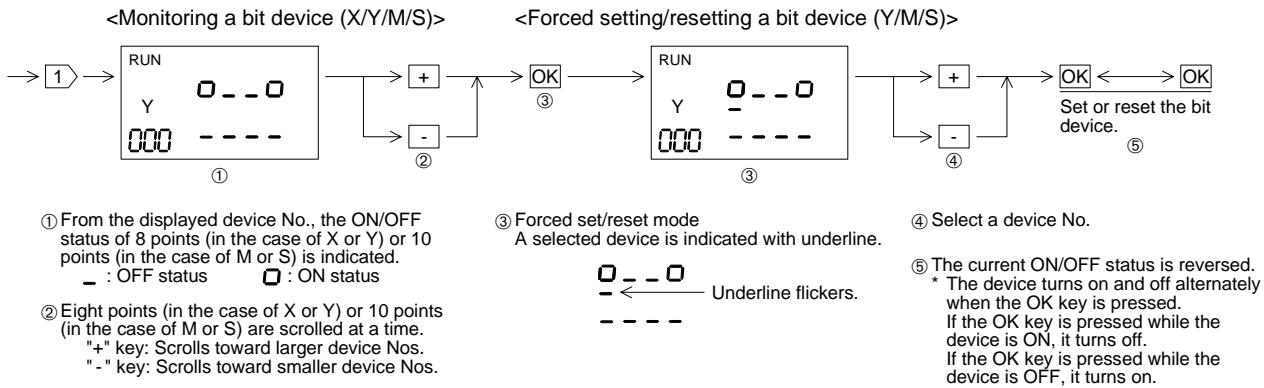 <Monitoring a bit device (X/Y/M/S)>
<Forced setting/resetting a bit device (Y/M/S)>
1
RUN
Y
000
①
+
-
②
OK
③
RUN
Y
000
③
+
-
④
OK
OK
Set or reset the bit
device.
⑤
① From the displayed device No., the ON/OFF
status of 8 points (in the case of X or Y) or 10
points (in the case of M or S) is indicated.
_ : OFF status : ON status
② Eight points (in the case of X or Y) or 10 points
(in the case of M or S) are scrolled at a time.
"+" key: Scrolls toward larger device Nos.
"-" key: Scrolls toward smaller device Nos.
③ Forced set/reset mode
A selected device is indicated with underline.
Underline flickers.
④ Select a device No.
⑤ The current ON/OFF status is reversed.
* The device turns on and off alternately
when the OK key is pressed.
If the OK key is pressed while the
device is ON, it turns off.
If the OK key is pressed while the
device is OFF, it turns on.